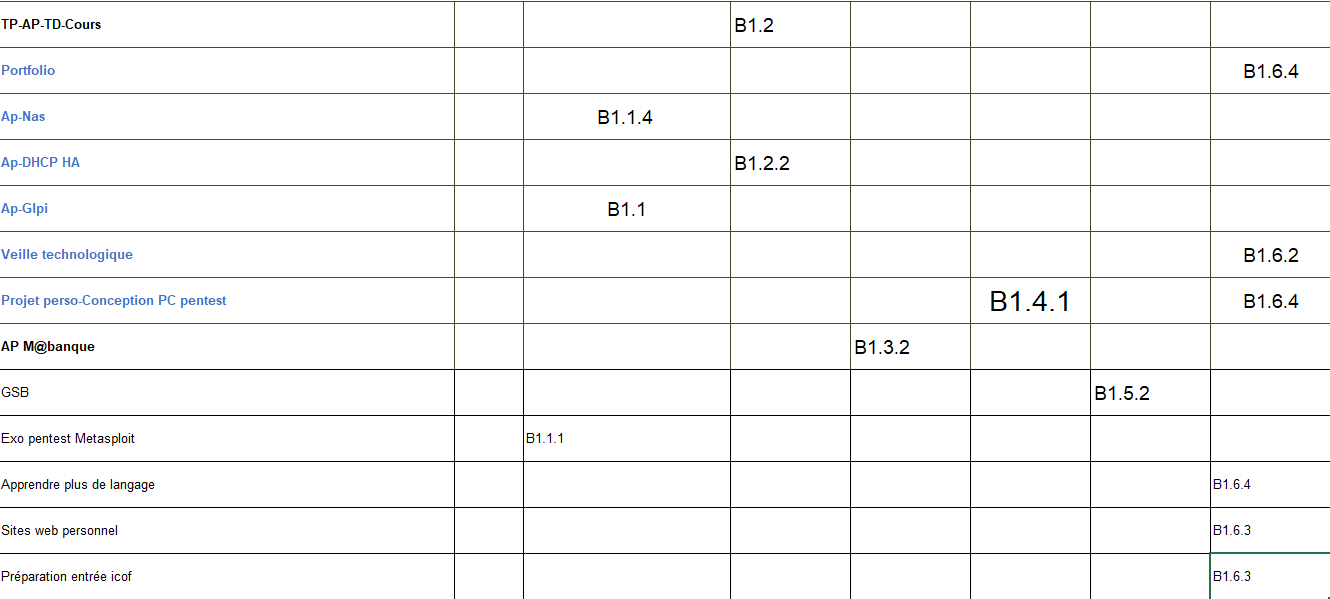 TP-AP-TD-Cours B1.2
Portfolio B1.6.4
Ap-Nas B1.1.4
Ap-DHCP HA B1.2.2
Ap-Glpi B1.1
Veille technologique B1.6.2
Projet perso-Conception PC pentest B1.4.1 B1.6.4
AP M@banque B1.3.2
GSB B1.5.2
Exo pentest Metasploit B1.1.1
Apprendre plus de langage B1.6.4
Sites web personnel B1.6.3
Préparation entrée icof B1.6.3